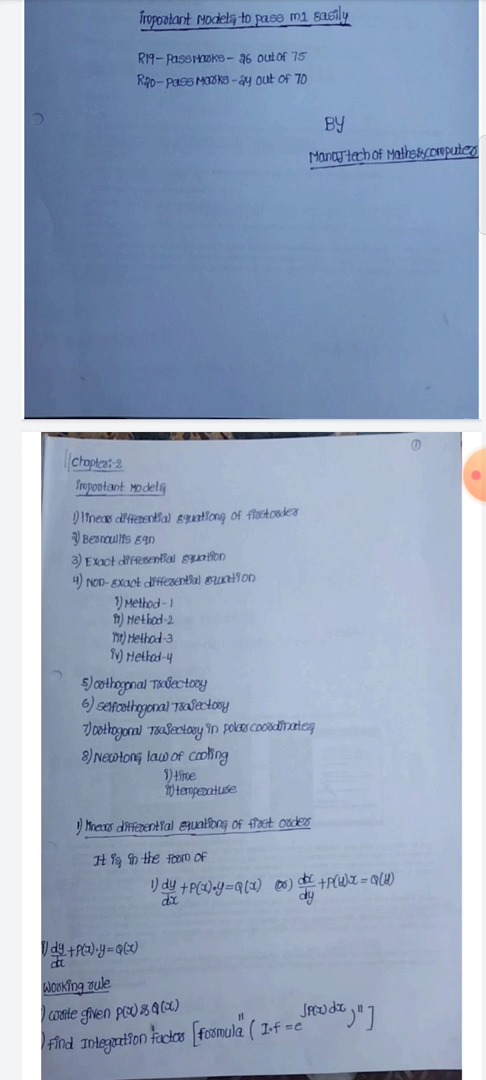 Important Models to pass m1 easily
R19-Pass Marks - 26 out of 75
R20-Pass Marks - 24 out of 70
BY
Manoj tech of Maths&computer
①
Chapter:-2
Important Models
1) linear differential equations of first order
2) Bernoullis Eqn
3) Exact differential Equation
4) Non-exact differential equation
i) Method-1
ii) Method-2
iii) Method-3
iv) Method-4
5) orthogonal Trajectory
6) self orthogonal Trajectory
7) orthogonal Trajectory in polar coordinates
8) Newtons law of cooling
i) time
ii) temperature
1) linear differential equations of first order
It is in the form of
1) dy/dx + P(x)·y = Q(x) (or) dx/dy + P(y)x = Q(y)
1) dy/dx + P(x)·y = Q(x)
Working rule
) write given P(x) & Q(x)
) find Integration factor [formula "( I.f = e^∫P(x) dx )"]